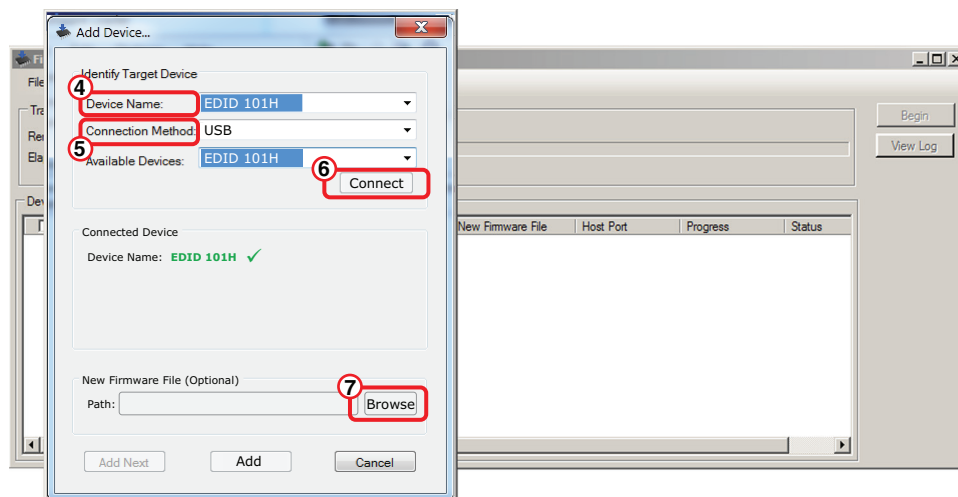 Add Device...
Identify Target Device
4
Device Name: EDID 101H
Connection Method: USB
5
Available Devices: EDID 101H
6
Connect
Connected Device
Device Name: EDID 101H ✓
New Firmware File (Optional)
7
Path: Browse
Add Next Add Cancel
Begin
View Log
New Firmware File Host Port Progress Status